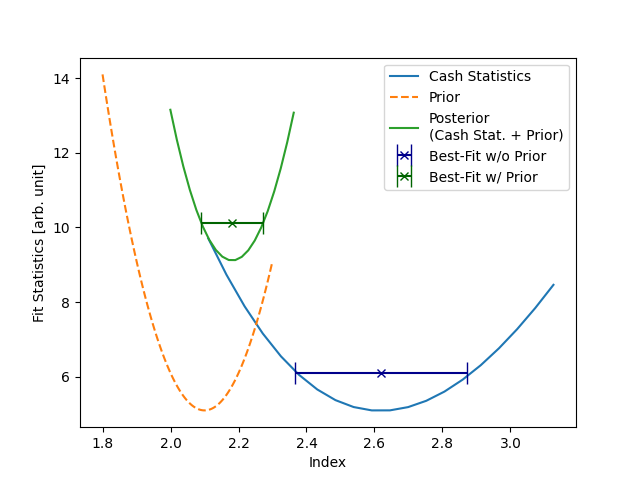 14
12
10
8
6
Fit Statistics [arb. unit]
1.8
2.0
2.2
2.4
2.6
2.8
3.0
Index
Cash Statistics
Prior
Posterior
(Cash Stat. + Prior)
Best-Fit w/o Prior
Best-Fit w/ Prior